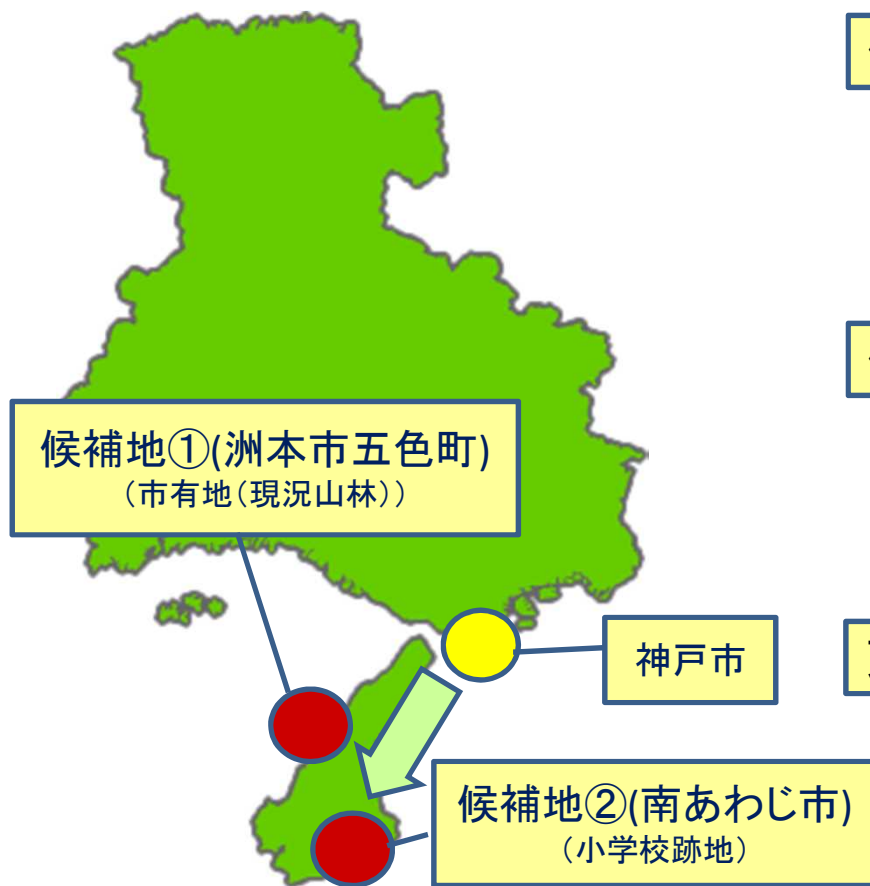 候補地①(洲本市五色町)
（市有地（現況山林））
神戸市
候補地②(南あわじ市)
（小学校跡地）